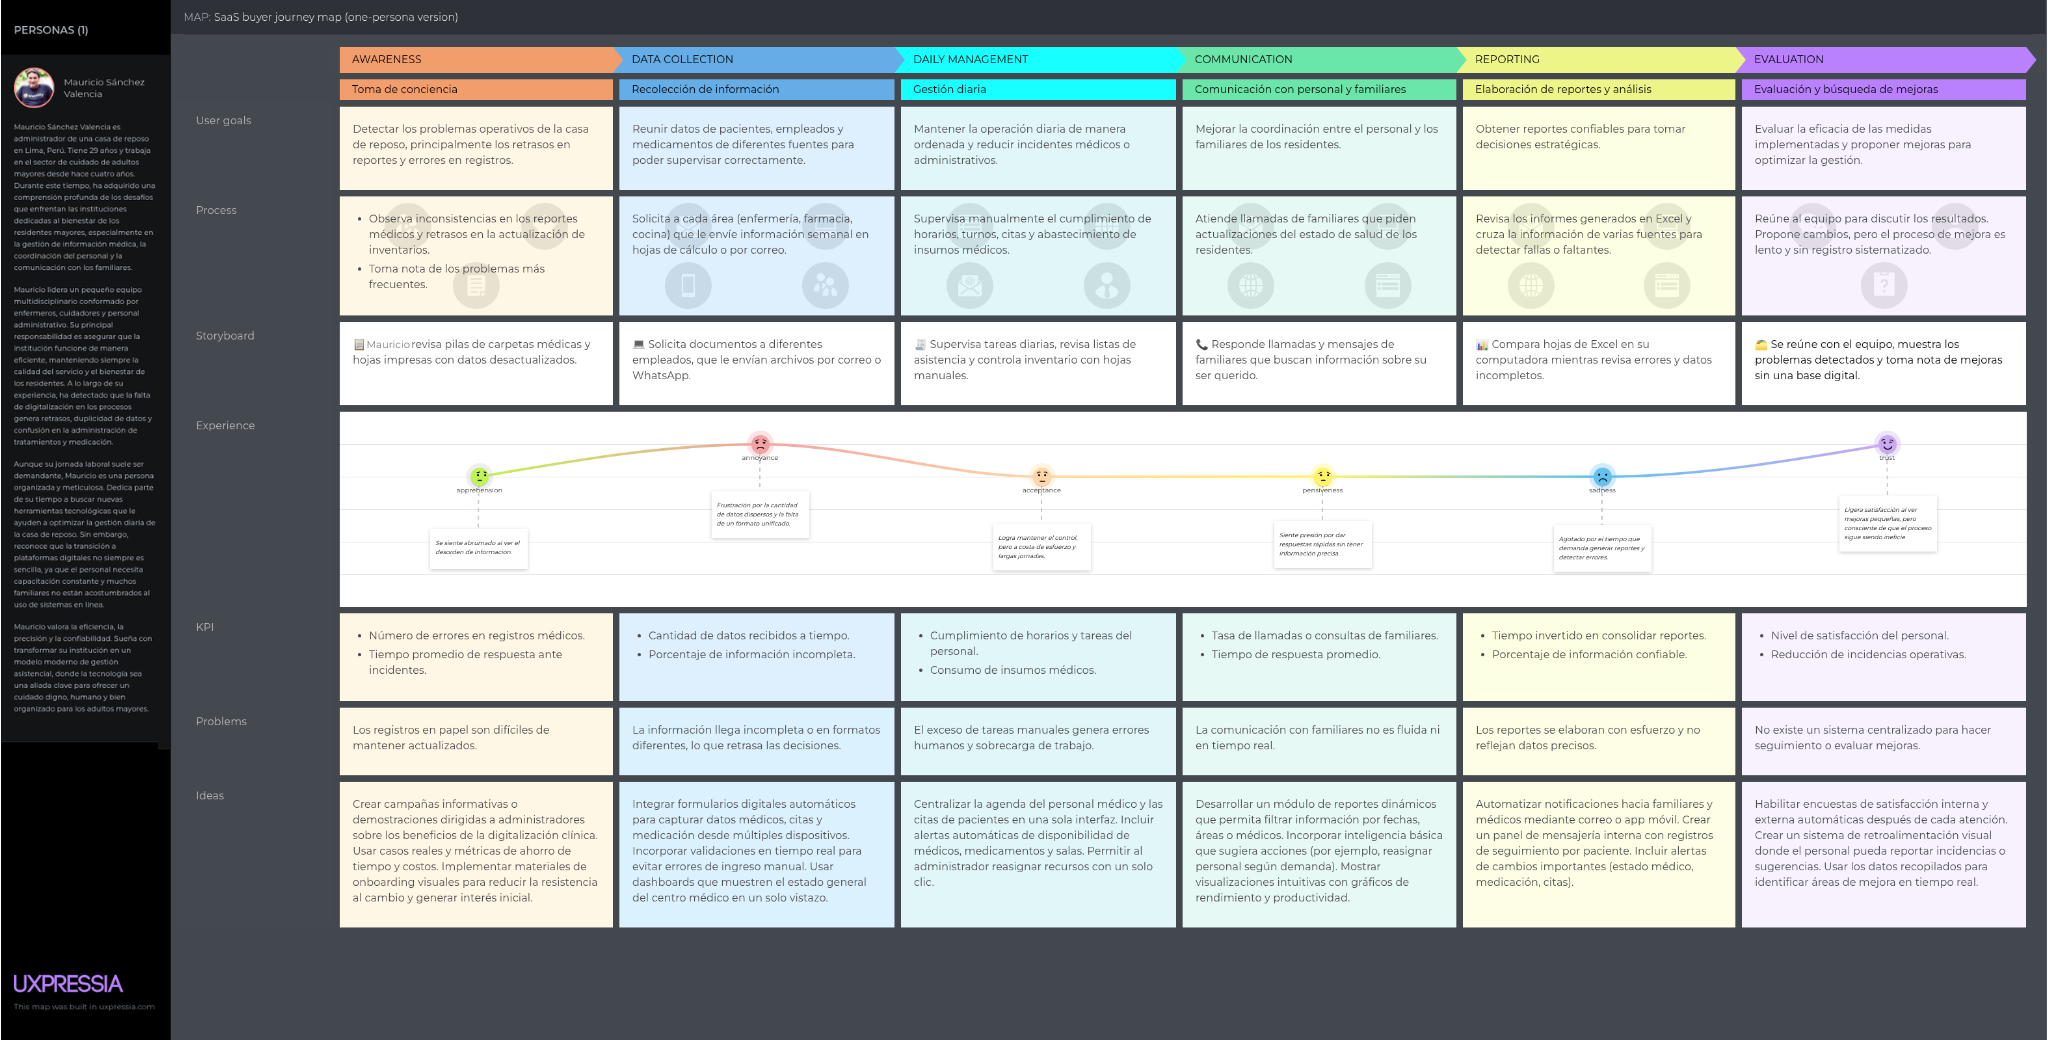 PERSONAS (1)
Mauricio Sánchez
Valencia
Mauricio Sánchez Valencia es
administrador de una casa de reposo
en Lima, Perú. Tiene 29 años y trabaja
en el sector de cuidado de adultos
mayores desde hace cuatro años.
Durante este tiempo, ha adquirido una
comprensión profunda de los desafíos
que enfrentan las instituciones
dedicadas al bienestar de los
residentes mayores, especialmente en
la gestión de información médica, la
coordinación del personal y la
comunicación con los familiares.
Mauricio lidera un pequeño equipo
multidisciplinario conformado por
enfermeros, cuidadores y personal
administrativo. Su principal
responsabilidad es asegurar que la
institución funcione de manera
eficiente, manteniendo siempre la
calidad del servicio y el bienestar de
los residentes. A lo largo de su
experiencia, ha detectado que la falta
de digitalización en los procesos
genera retrasos, duplicidad de datos y
confusión en la administración de
tratamientos y medicación.
Aunque su jornada laboral suele ser
demandante, Mauricio es una persona
organizada y meticulosa. Dedica parte
de su tiempo a buscar nuevas
herramientas tecnológicas que le
ayuden a optimizar la gestión diaria de
la casa de reposo. Sin embargo,
reconoce que la transición a
plataformas digitales no siempre es
sencilla, ya que el personal necesita
capacitación constante y muchos
familiares no están acostumbrados al
uso de sistemas en línea.
Mauricio valora la eficiencia, la
precisión y la confiabilidad. Sueña con
transformar su institución en un
modelo moderno de gestión
asistencial, donde la tecnología sea
una aliada clave para ofrecer un
cuidado digno, humano y bien
organizado para los adultos mayores.
UXPRESSIA
This map was built in uxpressia.com
MAP: SaaS buyer journey map (one-persona version)
AWARENESS
DATA COLLECTION
DAILY MANAGEMENT
COMMUNICATION
REPORTING
EVALUATION
Toma de conciencia
Recolección de información
Gestión diaria
Comunicación con personal y familiares
Elaboración de reportes y análisis
Evaluación y búsqueda de mejoras
User goals
Detectar los problemas operativos de la casa
de reposo, principalmente los retrasos en
reportes y errores en registros.
Reunir datos de pacientes, empleados y
medicamentos de diferentes fuentes para
poder supervisar correctamente.
Mantener la operación diaria de manera
ordenada y reducir incidentes médicos o
administrativos.
Mejorar la coordinación entre el personal y los
familiares de los residentes.
Obtener reportes confiables para tomar
decisiones estratégicas.
Evaluar la eficacia de las medidas
implementadas y proponer mejoras para
optimizar la gestión.
Process
• Observa inconsistencias en los reportes
médicos y retrasos en la actualización de
inventarios.
• Toma nota de los problemas más
frecuentes.
Solicita a cada área (enfermería, farmacia,
cocina) que le envíe información semanal en
hojas de cálculo o por correo.
Supervisa manualmente el cumplimiento de
horarios, turnos, citas y abastecimiento de
insumos médicos.
Atiende llamadas de familiares que piden
actualizaciones del estado de salud de los
residentes.
Revisa los informes generados en Excel y
cruza la información de varias fuentes para
detectar fallas o faltantes.
Reúne al equipo para discutir los resultados.
Propone cambios, pero el proceso de mejora es
lento y sin registro sistematizado.
Storyboard
Mauricio revisa pilas de carpetas médicas y
hojas impresas con datos desactualizados.
Solicita documentos a diferentes
empleados, que le envían archivos por correo o
WhatsApp.
Supervisa tareas diarias, revisa listas de
asistencia y controla inventario con hojas
manuales.
Responde llamadas y mensajes de
familiares que buscan información sobre su
ser querido.
Compara hojas de Excel en su
computadora mientras revisa errores y datos
incompletos.
Se reúne con el equipo, muestra los
problemas detectados y toma nota de mejoras
sin una base digital.
Experience
apprehension
Se siente abrumado al ver el
desorden de información.
annoyance
Frustración por la cantidad
de datos dispersos y la falta
de un formato unificado.
acceptance
Logra mantener el control,
pero a costa de esfuerzo y
largas jornadas.
pensiveness
Siente presión por dar
respuestas rápidas sin tener
información precisa.
sadness
Agotado por el tiempo que
demanda generar reportes y
detectar errores.
trust
Ligera satisfacción al ver
mejoras pequeñas, pero
consciente de que el proceso
sigue siendo ineficie
KPI
• Número de errores en registros médicos.
• Tiempo promedio de respuesta ante
incidentes.
• Cantidad de datos recibidos a tiempo.
• Porcentaje de información incompleta.
• Cumplimiento de horarios y tareas del
personal.
• Consumo de insumos médicos.
• Tasa de llamadas o consultas de familiares.
• Tiempo de respuesta promedio.
• Tiempo invertido en consolidar reportes.
• Porcentaje de información confiable.
• Nivel de satisfacción del personal.
• Reducción de incidencias operativas.
Problems
Los registros en papel son difíciles de
mantener actualizados.
La información llega incompleta o en formatos
diferentes, lo que retrasa las decisiones.
El exceso de tareas manuales genera errores
humanos y sobrecarga de trabajo.
La comunicación con familiares no es fluida ni
en tiempo real.
Los reportes se elaboran con esfuerzo y no
reflejan datos precisos.
No existe un sistema centralizado para hacer
seguimiento o evaluar mejoras.
Ideas
Crear campañas informativas o
demostraciones dirigidas a administradores
sobre los beneficios de la digitalización clínica.
Usar casos reales y métricas de ahorro de
tiempo y costos. Implementar materiales de
onboarding visuales para reducir la resistencia
al cambio y generar interés inicial.
Integrar formularios digitales automáticos
para capturar datos médicos, citas y
medicación desde múltiples dispositivos.
Incorporar validaciones en tiempo real para
evitar errores de ingreso manual. Usar
dashboards que muestren el estado general
del centro médico en un solo vistazo.
Centralizar la agenda del personal médico y las
citas de pacientes en una sola interfaz. Incluir
alertas automáticas de disponibilidad de
médicos, medicamentos y salas. Permitir al
administrador reasignar recursos con un solo
clic.
Desarrollar un módulo de reportes dinámicos
que permita filtrar información por fechas,
áreas o médicos. Incorporar inteligencia básica
que sugiera acciones (por ejemplo, reasignar
personal según demanda). Mostrar
visualizaciones intuitivas con gráficos de
rendimiento y productividad.
Automatizar notificaciones hacia familiares y
médicos mediante correo o app móvil. Crear
un panel de mensajería interna con registros
de seguimiento por paciente. Incluir alertas
de cambios importantes (estado médico,
medicación, citas).
Habilitar encuestas de satisfacción interna y
externa automáticas después de cada atención.
Crear un sistema de retroalimentación visual
donde el personal pueda reportar incidencias o
sugerencias. Usar los datos recopilados para
identificar áreas de mejora en tiempo real.